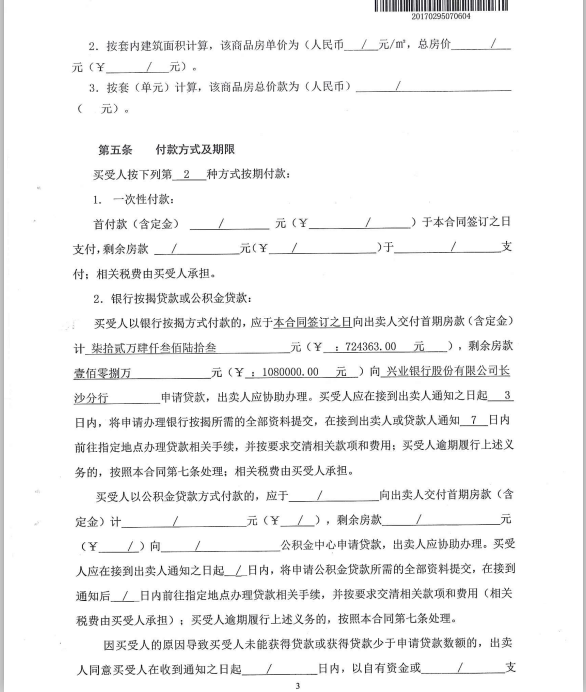 20170295070604
2. 按套内建筑面积计算，该商品房单价为（人民币 / 元/㎡，总房价 /
元（￥ / 元）。
3. 按套（单元）计算，该商品房总价款为（人民币） /
（ 元）。
第五条 付款方式及期限
买受人按下列第 2 种方式按期付款：
1. 一次性付款：
首付款（含定金） / 元（￥ / ）于本合同签订之日
支付，剩余房款 / 元（￥ / ）于 / 支
付；相关税费由买受人承担。
2. 银行按揭贷款或公积金贷款：
买受人以银行按揭方式付款的，应于本合同签订之日向出卖人交付首期房款（含定金）
计 柒拾贰万肆仟叁佰陆拾叁 元（￥ ：724363.00 元 ），剩余房款
壹佰零捌万 元（￥ ：1080000.00 元 ）向 兴业银行股份有限公司长
沙分行 申请贷款，出卖人应协助办理。买受人应在接到出卖人通知之日起 3
日内，将申请办理银行按揭所需的全部资料提交，在接到出卖人或贷款人通知 7 日内
前往指定地点办理贷款相关手续，并按要求交清相关款项和费用；买受人逾期履行上述义
务的，按照本合同第七条处理；相关税费由买受人承担。
买受人以公积金贷款方式付款的，应于 / 向出卖人交付首期房款（含
定金）计 / 元（￥ / ），剩余房款 / 元
（￥ / ）向 / 公积金中心申请贷款，出卖人应协助办理。买受
人应在接到出卖人通知之日起 / 日内，将申请公积金贷款所需的全部资料提交，在接到
通知后 / 日内前往指定地点办理贷款相关手续，并按要求交清相关款项和费用（相关
税费由买受人承担）；买受人逾期履行上述义务的，按照本合同第七条处理。
因买受人的原因导致买受人未能获得贷款或获得贷款少于申请贷款数额的，出卖
人同意买受人在收到通知之日起 / 日内，以自有资金或 / 支
3